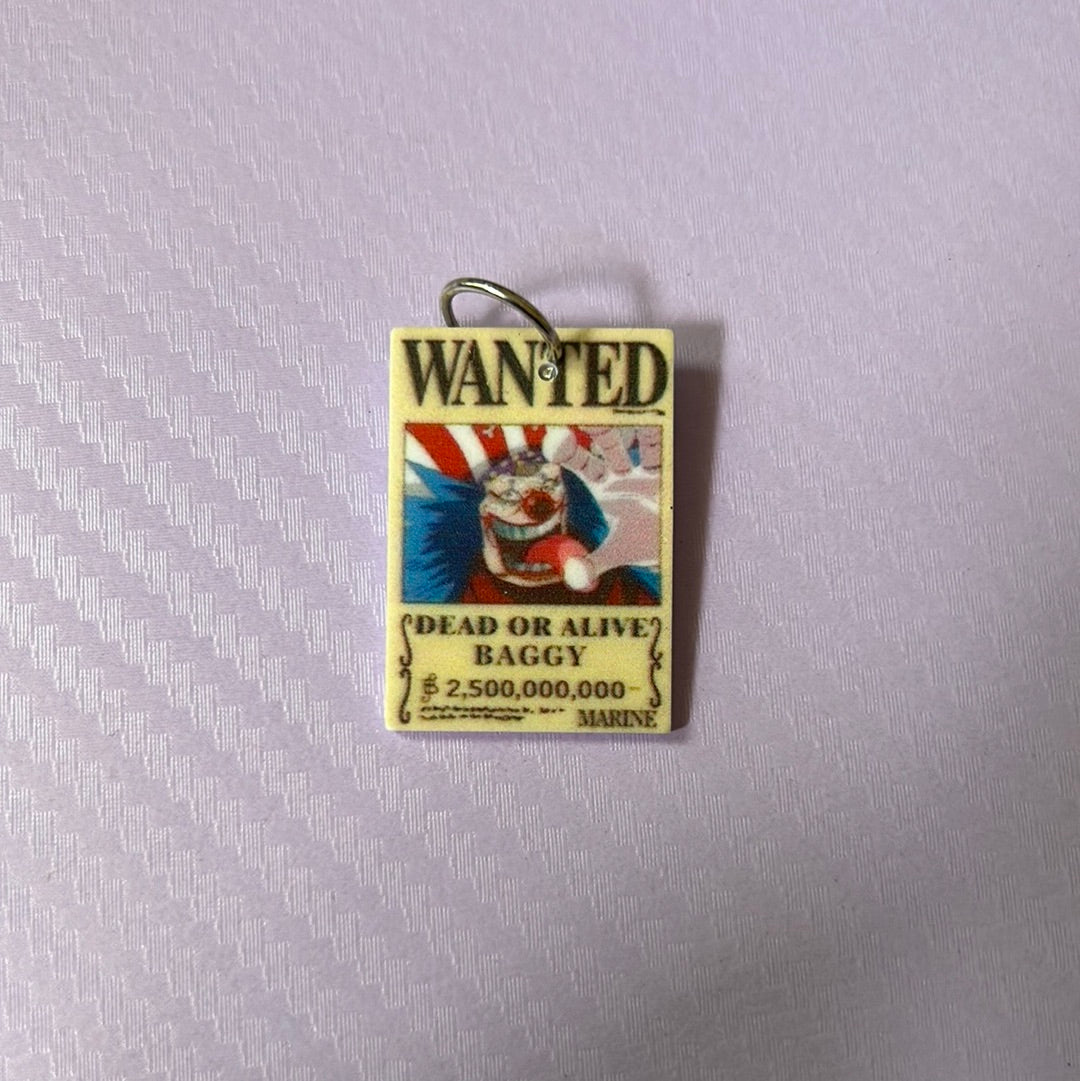 WANTED
DEAD OR ALIVE
BAGGY
฿ 2,500,000,000-
MARINE